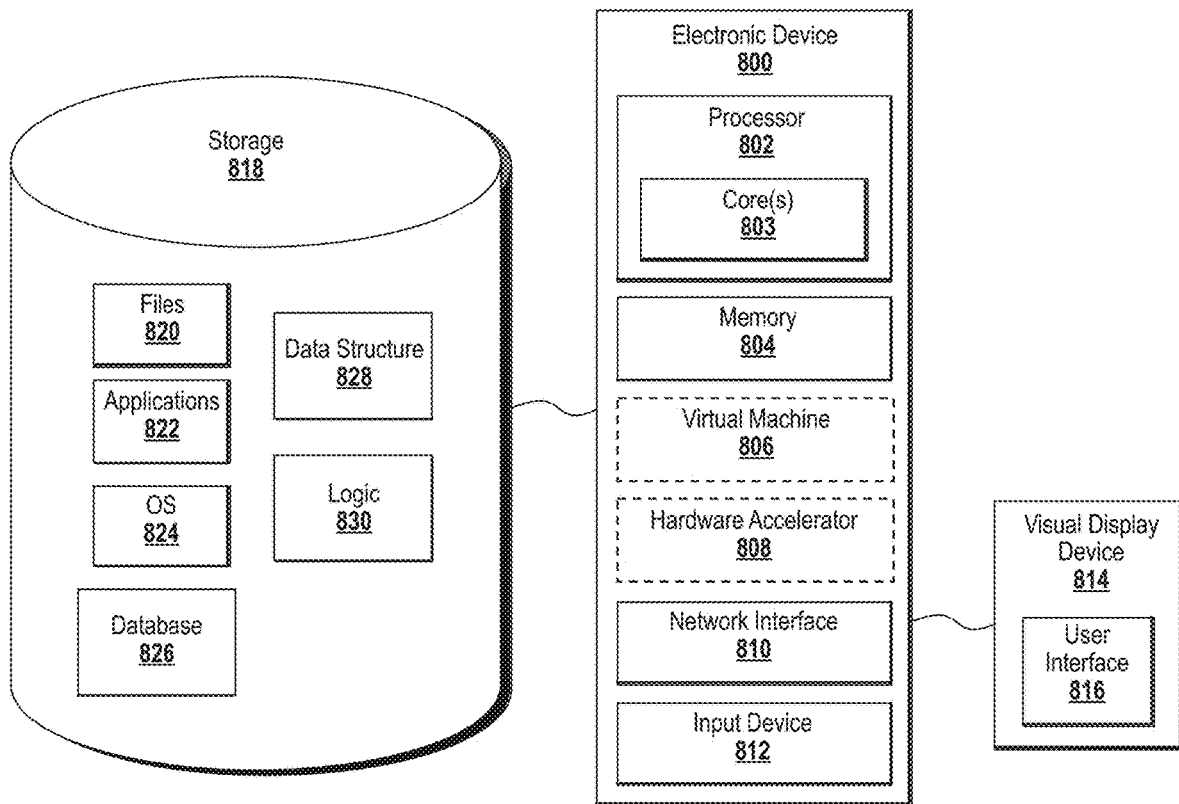 Storage
818
Files
820
Applications
822
OS
824
Database
826
Data Structure
828
Logic
830
Electronic Device
800
Processor
802
Core(s)
803
Memory
804
Virtual Machine
806
Hardware Accelerator
808
Network Interface
810
Input Device
812
Visual Display
Device
814
User
Interface
816